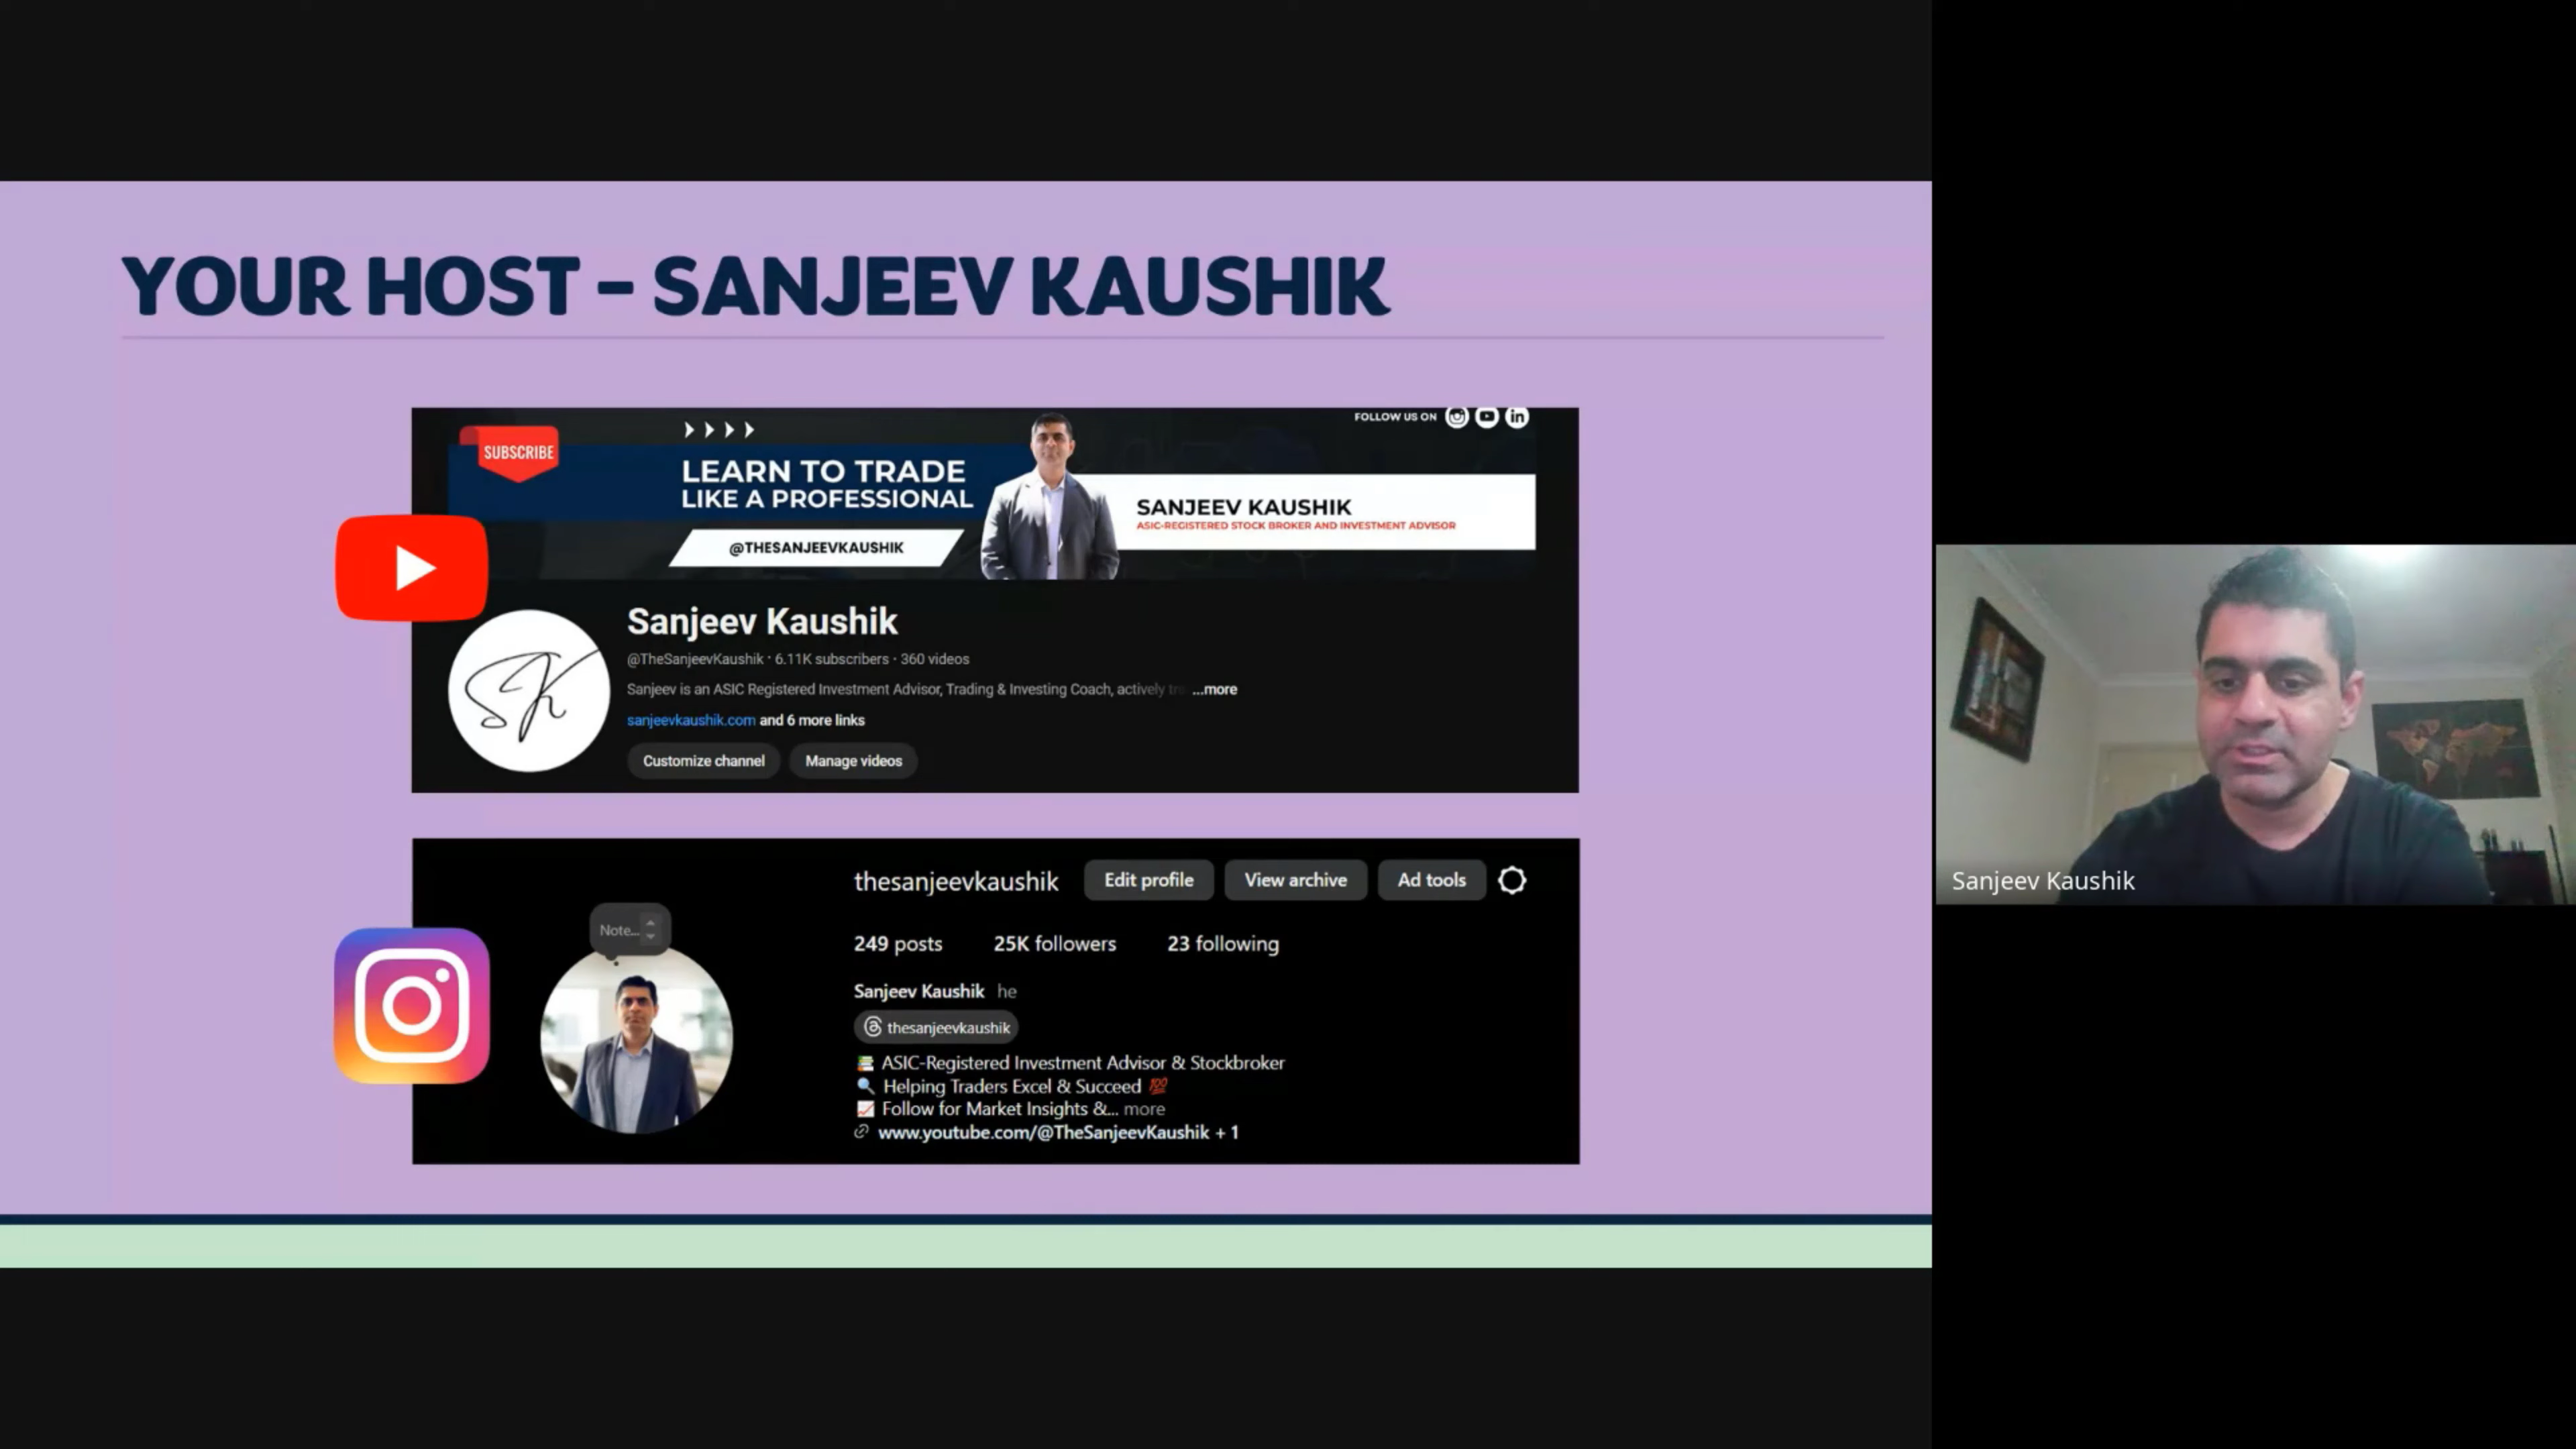 YOUR HOST - SANJEEV KAUSHIK
FOLLOW US ON
SUBSCRIBE
LEARN TO TRADE
LIKE A PROFESSIONAL
@THESANJEEVKAUSHIK
SANJEEV KAUSHIK
ASIC-REGISTERED STOCK BROKER AND INVESTMENT ADVISOR
SK
Sanjeev Kaushik
@TheSanjeevKaushik · 6.11K subscribers · 360 videos
Sanjeev is an ASIC Registered Investment Advisor, Trading & Investing Coach, actively ...more
sanjeevkaushik.com and 6 more links
Customize channel Manage videos
thesanjeevkaushik Edit profile View archive Ad tools
Note...
249 posts 25K followers 23 following
Sanjeev Kaushik he
thesanjeevkaushik
📚 ASIC-Registered Investment Advisor & Stockbroker
🔍 Helping Traders Excel & Succeed 💯
📈 Follow for Market Insights &... more
www.youtube.com/@TheSanjeevKaushik + 1
Sanjeev Kaushik